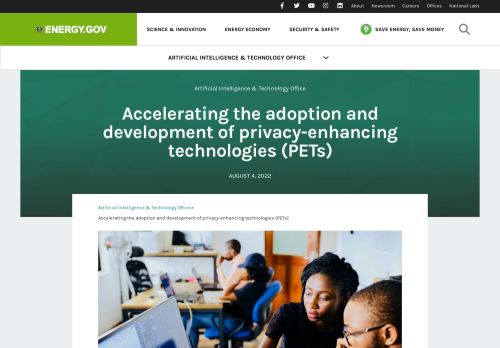 About Newsroom Careers Offices National Labs
ENERGY.GOV
SCIENCE & INNOVATION ENERGY ECONOMY SECURITY & SAFETY SAVE ENERGY, SAVE MONEY
ARTIFICIAL INTELLIGENCE & TECHNOLOGY OFFICE
Artificial Intelligence & Technology Office
Accelerating the adoption and
development of privacy-enhancing
technologies (PETs)
AUGUST 4, 2022
Artificial Intelligence & Technology Office »
Accelerating the adoption and development of privacy-enhancing technologies (PETs)